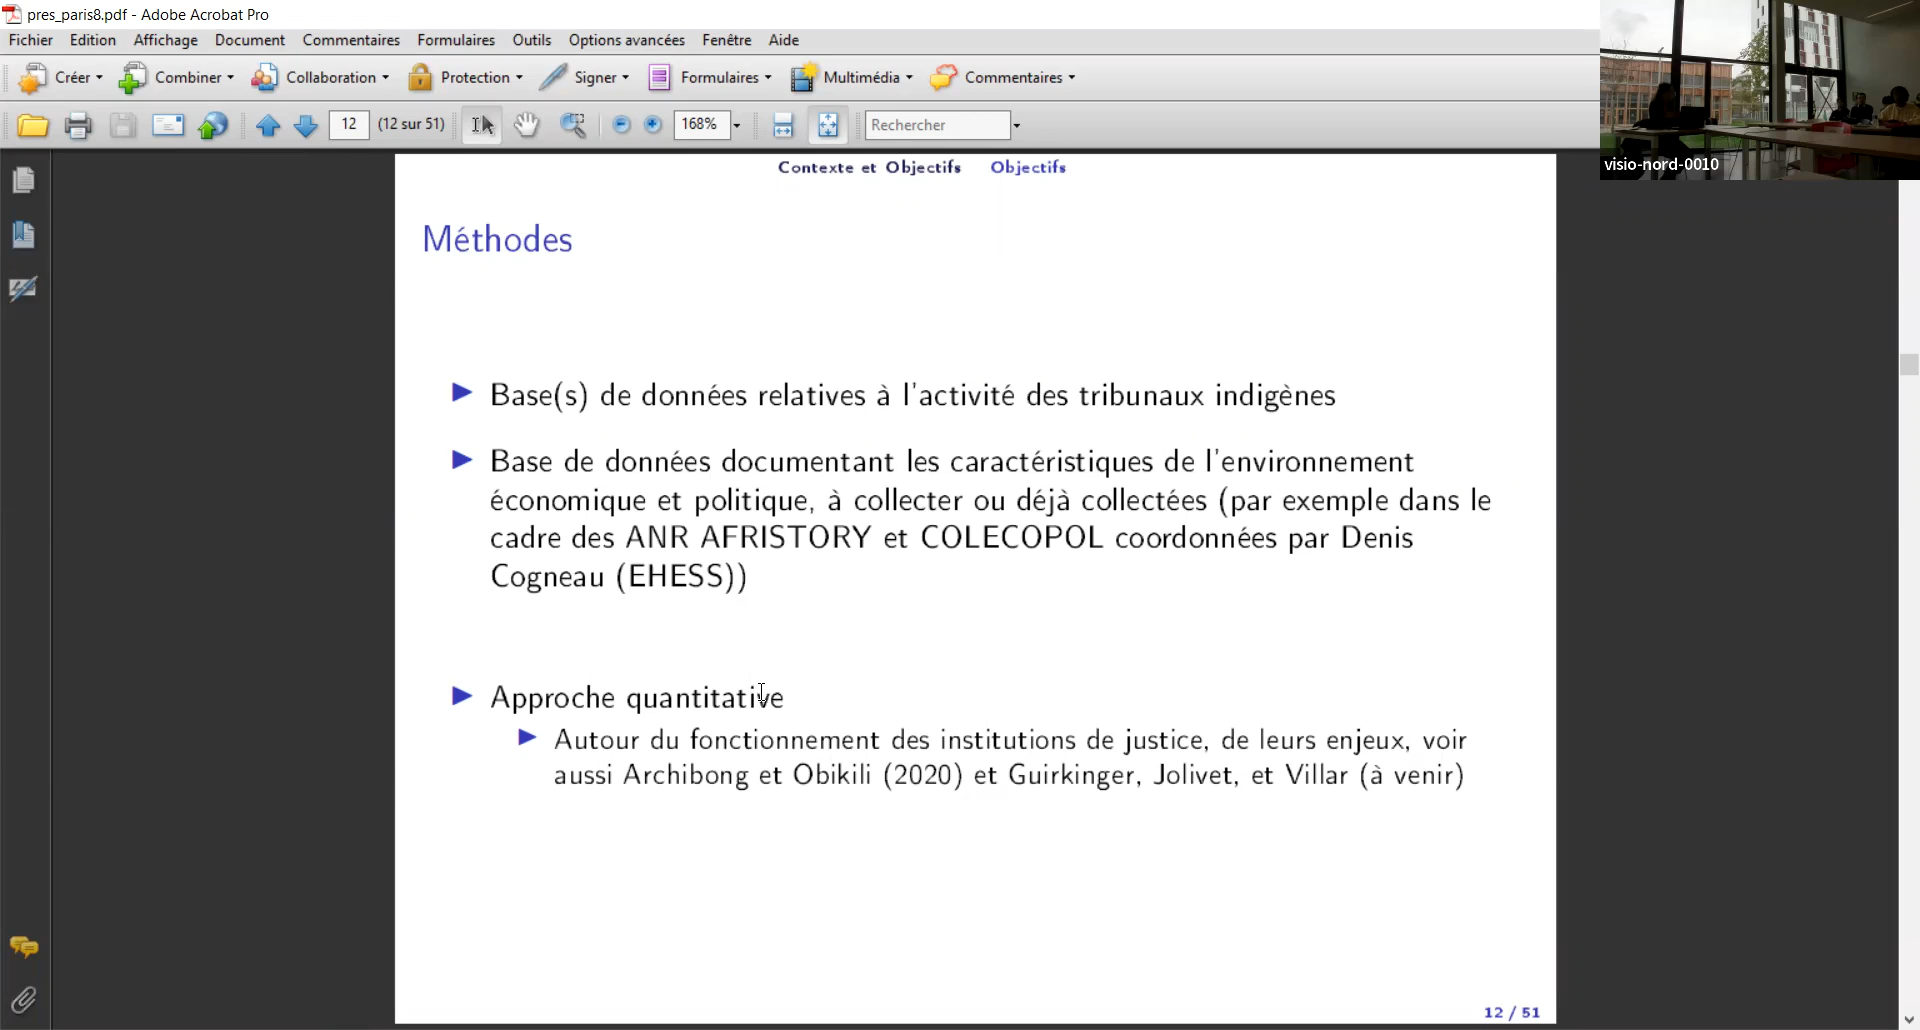 pres_paris8.pdf - Adobe Acrobat Pro
Fichier Edition Affichage Document Commentaires Formulaires Outils Options avancées Fenêtre Aide
Créer Combiner Collaboration Protection Signer Formulaires Multimédia Commentaires
12 (12 sur 51) 168% Rechercher
visio-nord-0010
Contexte et Objectifs Objectifs
Méthodes
Base(s) de données relatives à l'activité des tribunaux indigènes
Base de données documentant les caractéristiques de l'environnement
économique et politique, à collecter ou déjà collectées (par exemple dans le
cadre des ANR AFRISTORY et COLECOPOL coordonnées par Denis
Cogneau (EHESS))
Approche quantitative
Autour du fonctionnement des institutions de justice, de leurs enjeux, voir
aussi Archibong et Obikili (2020) et Guirkinger, Jolivet, et Villar (à venir)
12 / 51